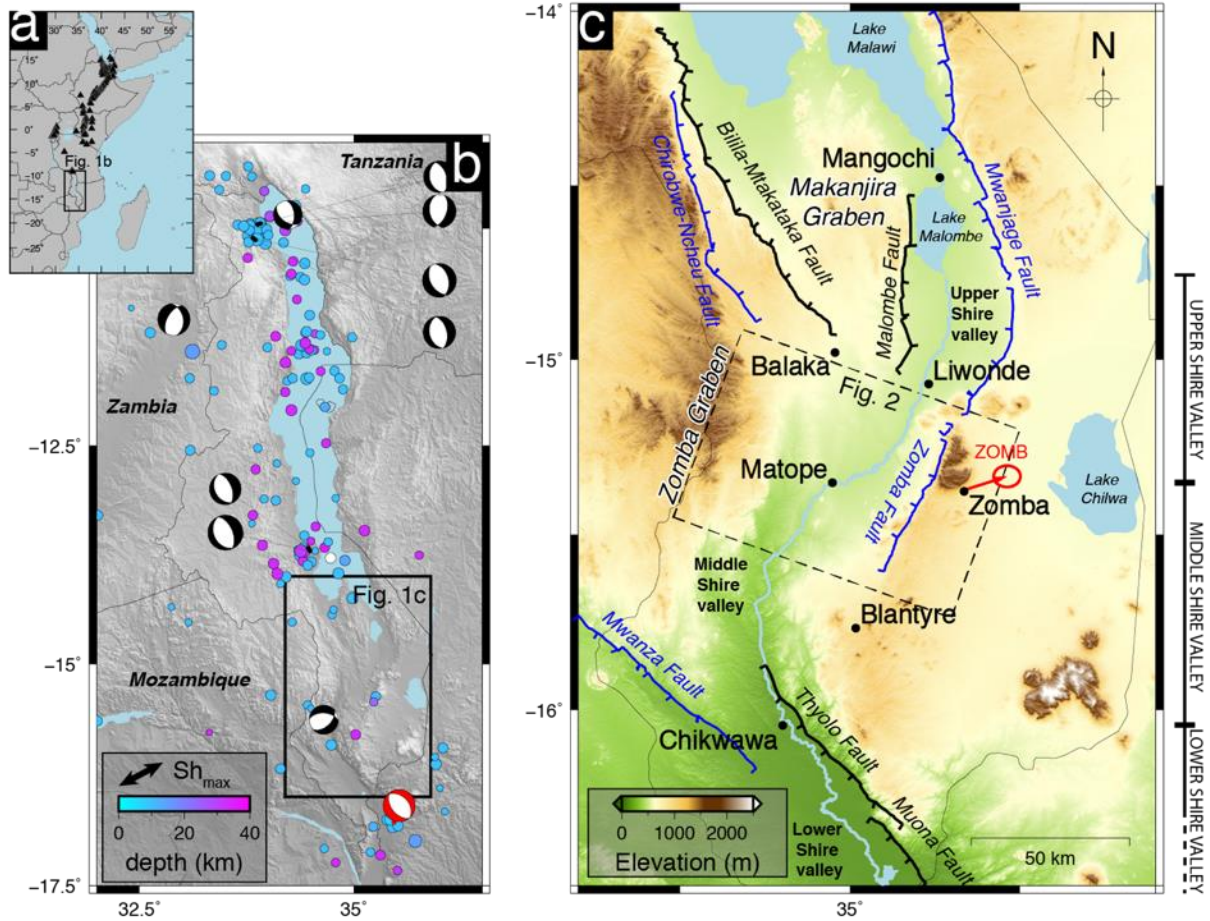 a
30°
35°
40°
45°
50°
55°
15°
10°
5°
0°
−5°
−10°
−15°
−20°
−25°
Fig. 1b
b
Tanzania
Zambia
Mozambique
Fig. 1c
Shmax
0
20
40
depth (km)
−12.5°
−15°
−17.5°
32.5°
35°
c
−14°
−15°
−16°
35°
N
Lake
Malawi
Mangochi
Makanjira
Graben
Lake
Malombe
Bilila-Mtakataka Fault
Chirobwe-Ncheu Fault
Malombe Fault
Mwanjage Fault
Upper
Shire
valley
Balaka
Liwonde
Fig. 2
Zomba Graben
Matope
Zomba Fault
ZOMB
Zomba
Lake
Chilwa
Middle
Shire
valley
Blantyre
Mwanza Fault
Chikwawa
Thyolo Fault
Muona Fault
Lower
Shire
valley
0
1000
2000
Elevation (m)
50 km
UPPER SHIRE VALLEY
MIDDLE SHIRE VALLEY
LOWER SHIRE VALLEY